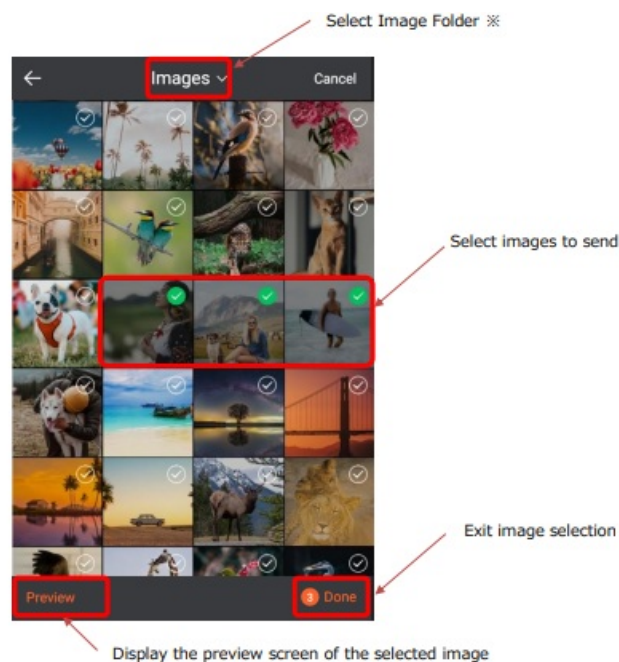 Select Image Folder ※
Images
Cancel
Select images to send
Exit image selection
Preview
3 Done
Display the preview screen of the selected image